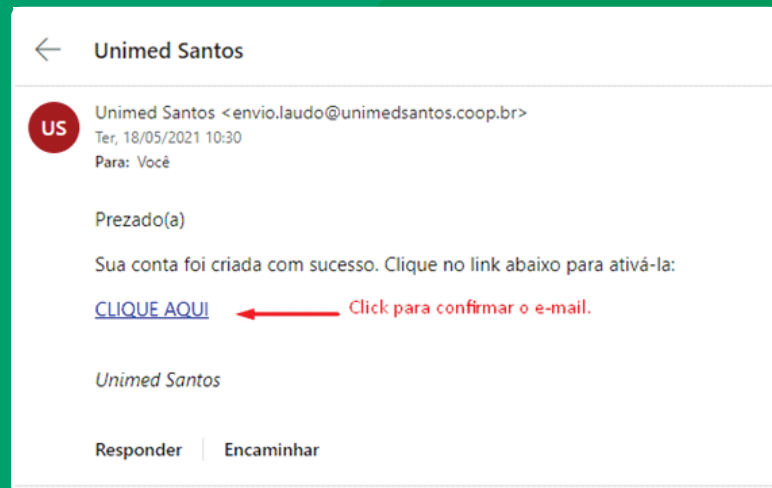 Unimed Santos
US
Unimed Santos <envio.laudo@unimedsantos.coop.br>
Ter, 18/05/2021 10:30
Para: Você
Prezado(a)
Sua conta foi criada com sucesso. Clique no link abaixo para ativá-la:
CLIQUE AQUI
Click para confirmar o e-mail.
Unimed Santos
Responder
Encaminhar